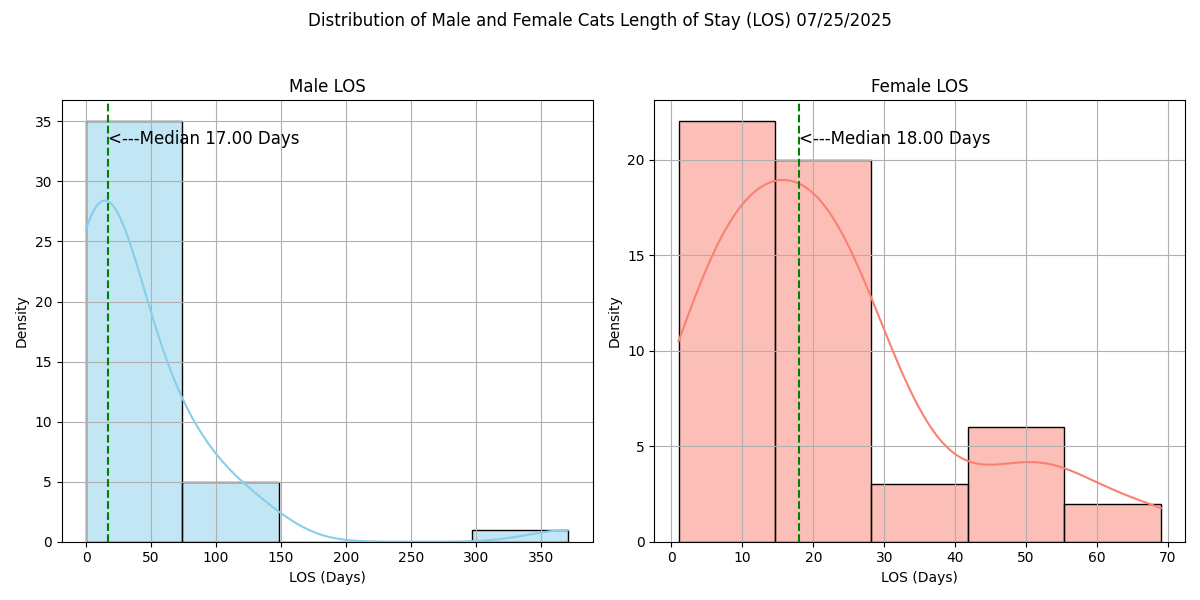 Distribution of Male and Female Cats Length of Stay (LOS) 07/25/2025
Male LOS
<---Median 17.00 Days
Density
35
30
25
20
15
10
5
0
0 50 100 150 200 250 300 350
LOS (Days)
Female LOS
<---Median 18.00 Days
Density
20
15
10
5
0
0 10 20 30 40 50 60 70
LOS (Days)